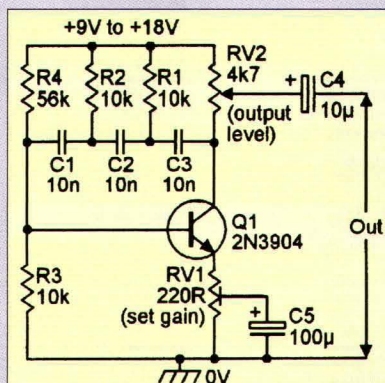 +9V to +18V
R4
56k
R2
10k
R1
10k
RV2
4k7
(output
level)
+
C4
10µ
C1
10n
C2
10n
C3
10n
Q1
2N3904
Out
R3
10k
RV1
220R
(set gain)
+
C5
100µ
0V